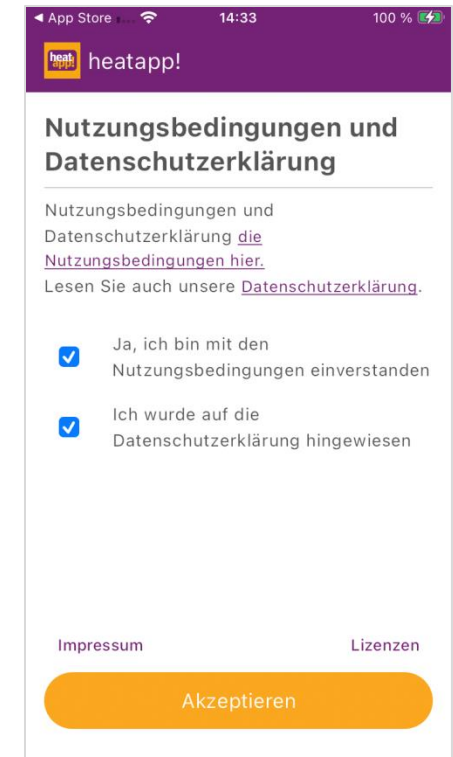 App Store
14:33
100 %
heat
app!
heatapp!
Nutzungsbedingungen und
Datenschutzerklärung
Nutzungsbedingungen und
Datenschutzerklärung die
Nutzungsbedingungen hier.
Lesen Sie auch unsere Datenschutzerklärung.
Ja, ich bin mit den
Nutzungsbedingungen einverstanden
Ich wurde auf die
Datenschutzerklärung hingewiesen
Impressum
Lizenzen
Akzeptieren